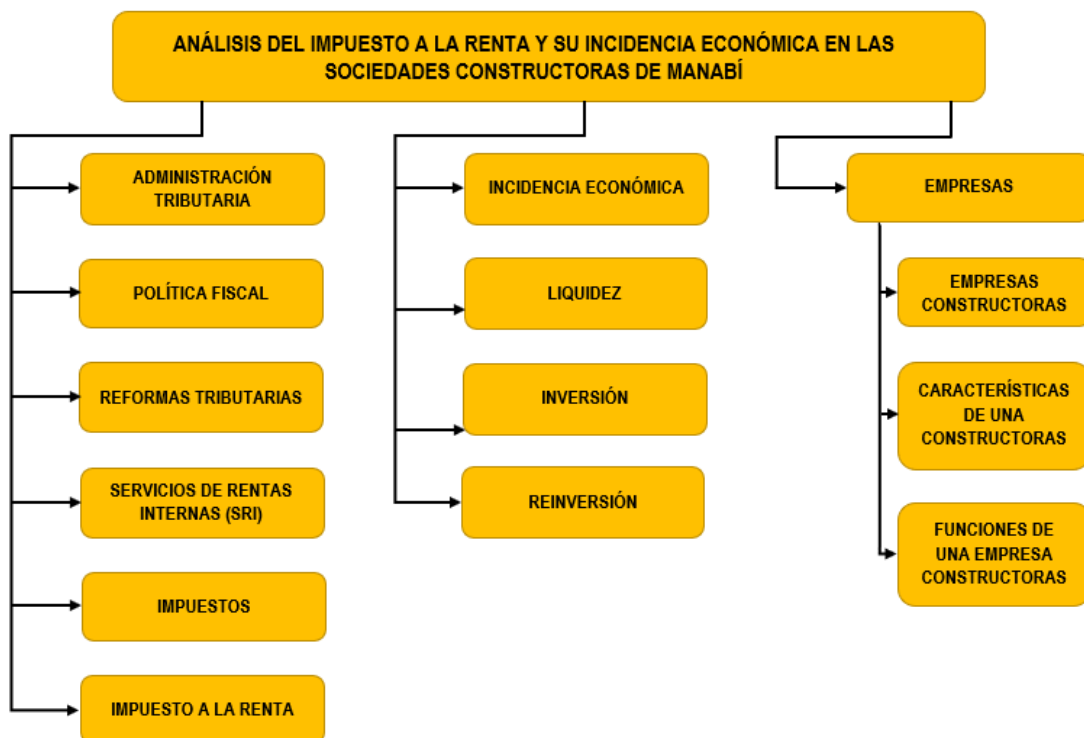 ANÁLISIS DEL IMPUESTO A LA RENTA Y SU INCIDENCIA ECONÓMICA EN LAS
SOCIEDADES CONSTRUCTORAS DE MANABÍ
ADMINISTRACIÓN
TRIBUTARIA
POLÍTICA FISCAL
REFORMAS TRIBUTARIAS
SERVICIOS DE RENTAS
INTERNAS (SRI)
IMPUESTOS
IMPUESTO A LA RENTA
INCIDENCIA ECONÓMICA
LIQUIDEZ
INVERSIÓN
REINVERSIÓN
EMPRESAS
EMPRESAS
CONSTRUCTORAS
CARACTERÍSTICAS
DE UNA
CONSTRUCTORAS
FUNCIONES DE
UNA EMPRESA
CONSTRUCTORAS